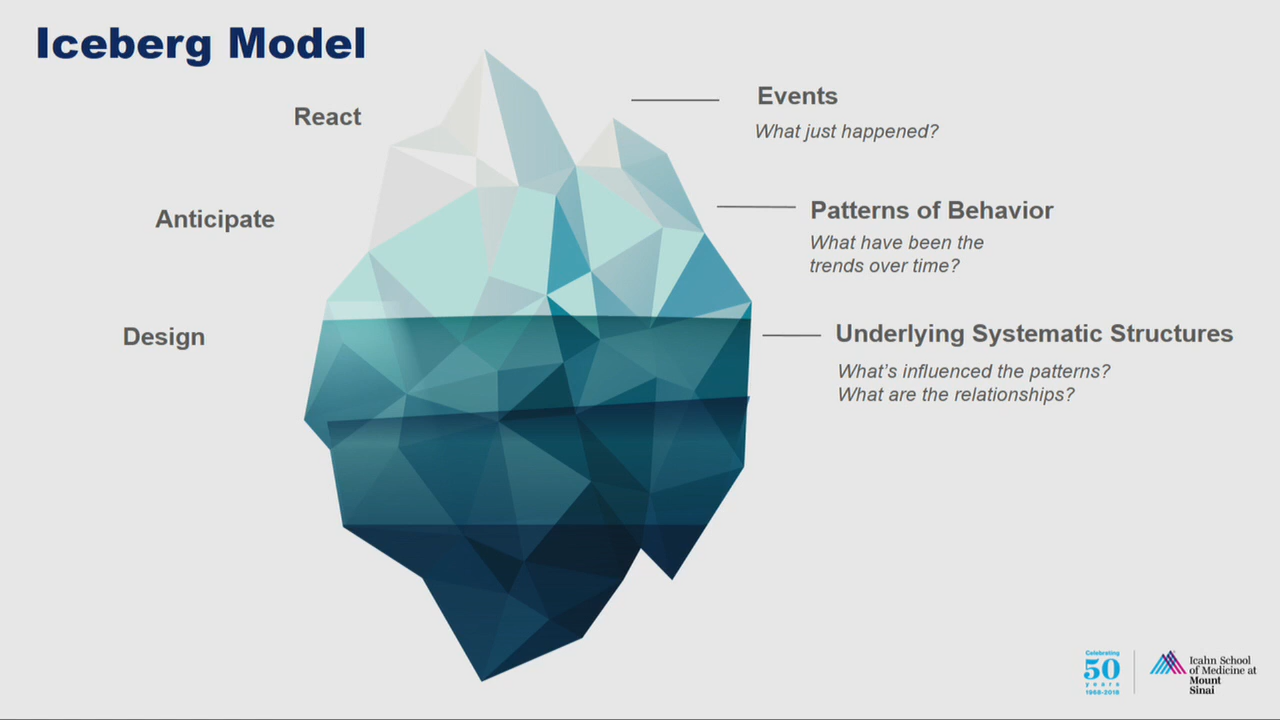 Iceberg Model
React
Events
What just happened?
Anticipate
Patterns of Behavior
What have been the
trends over time?
Design
Underlying Systematic Structures
What's influenced the patterns?
What are the relationships?
Celebrating
50
years
1968-2018
Icahn School
of Medicine at
Mount
Sinai